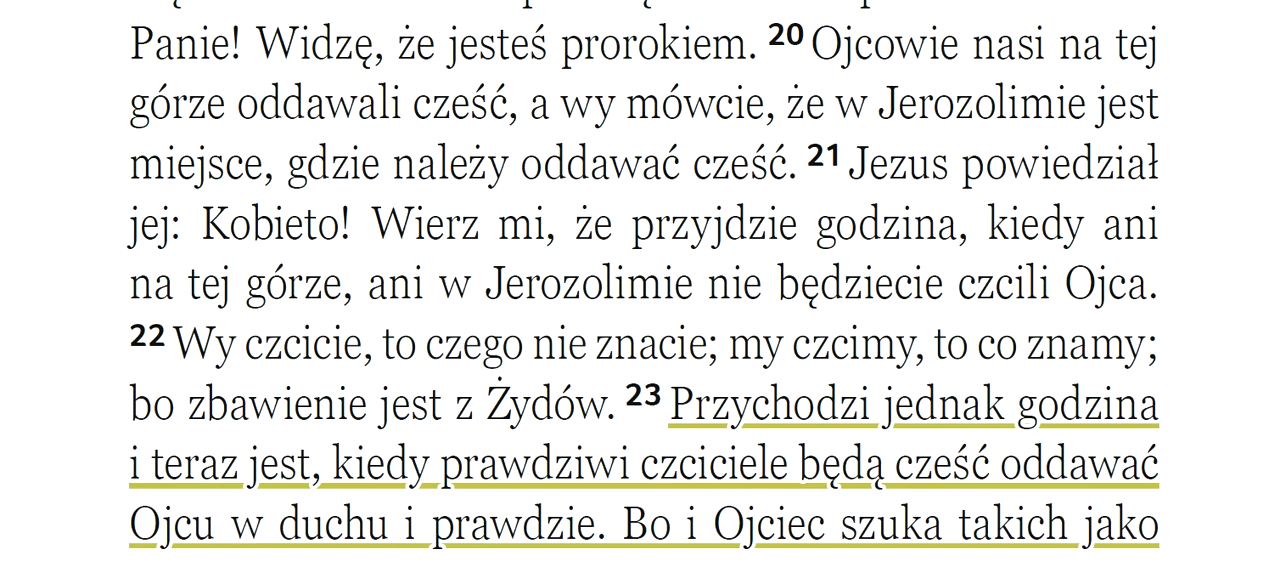 Panie! Widzę, że jesteś prorokiem. 20 Ojcowie nasi na tej
górze oddawali cześć, a wy mówcie, że w Jerozolimie jest
miejsce, gdzie należy oddawać cześć. 21 Jezus powiedział
jej: Kobieto! Wierz mi, że przyjdzie godzina, kiedy ani
na tej górze, ani w Jerozolimie nie będziecie czcili Ojca.
22 Wy czcicie, to czego nie znacie; my czcimy, to co znamy;
bo zbawienie jest z Żydów. 23 Przychodzi jednak godzina
i teraz jest, kiedy prawdziwi czciciele będą cześć oddawać
Ojcu w duchu i prawdzie. Bo i Ojciec szuka takich jako